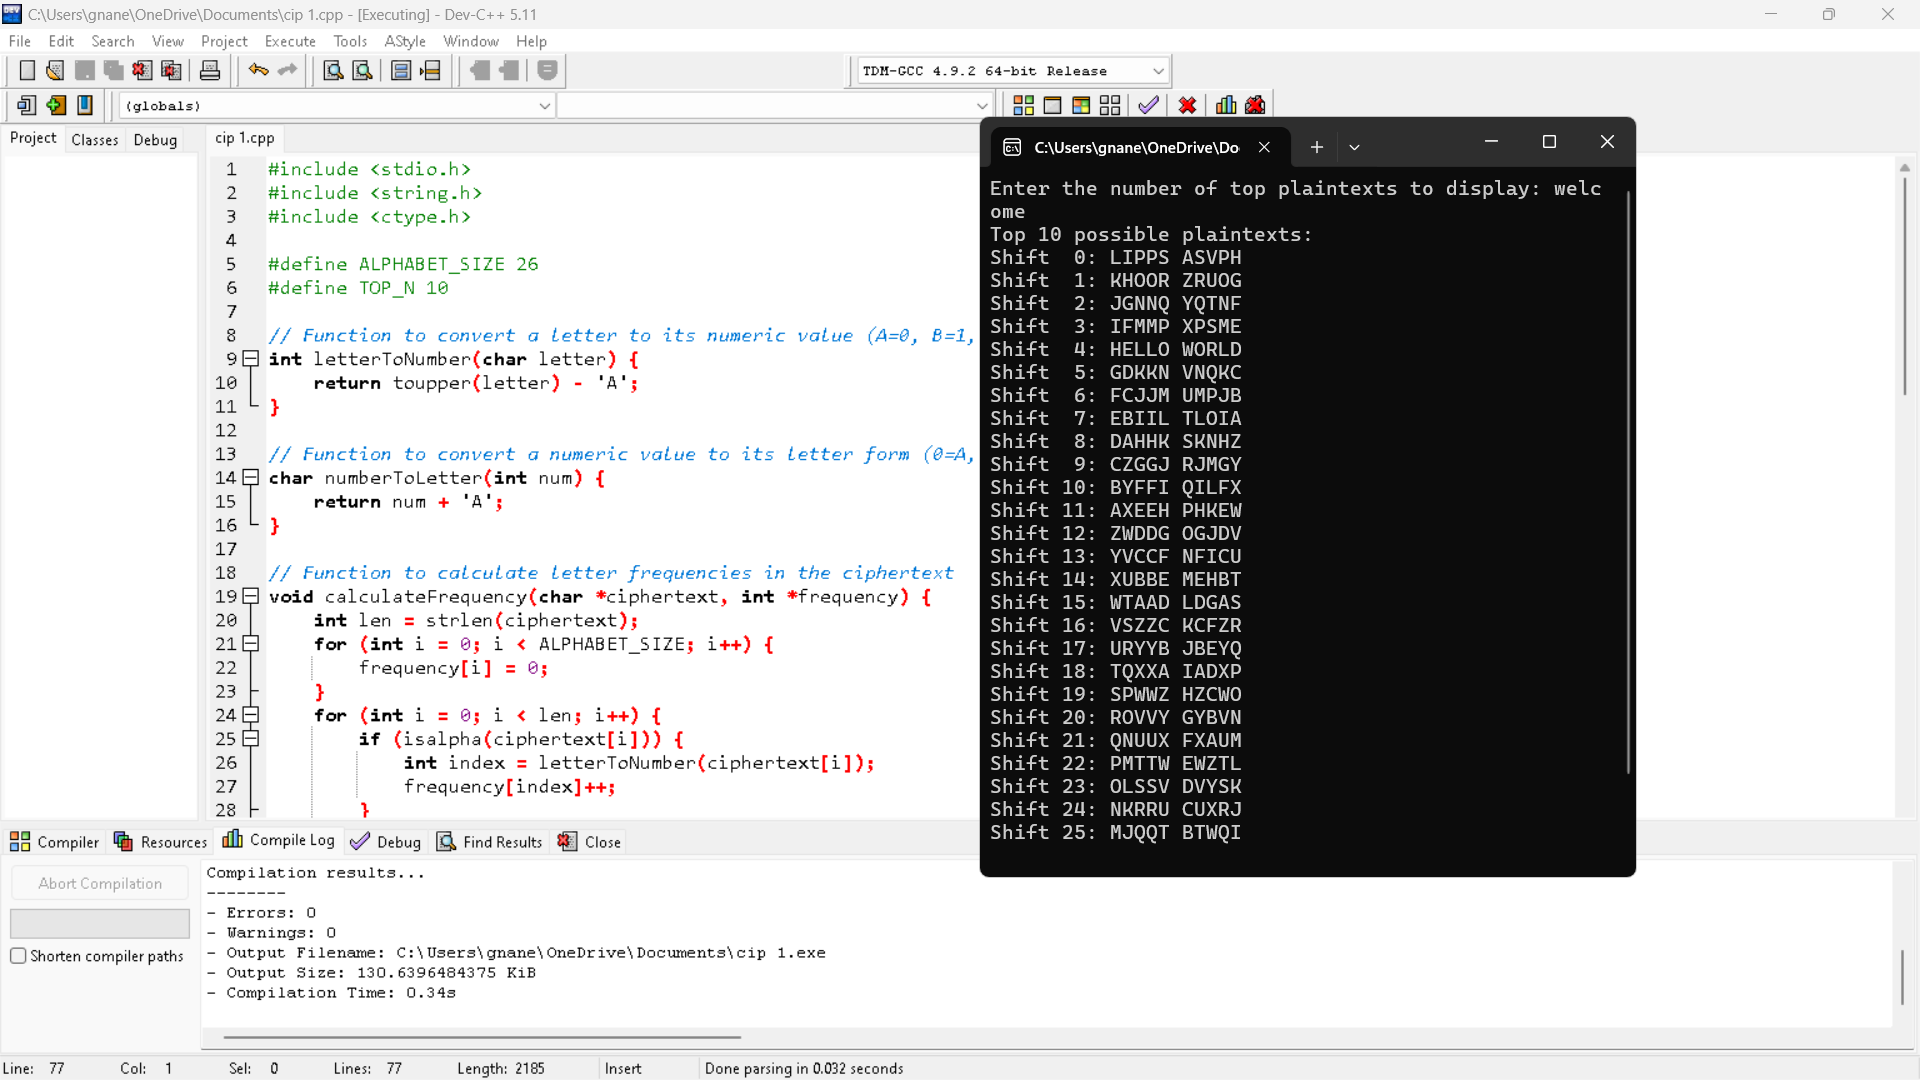 C:\Users\gnane\OneDrive\Documents\cip 1.cpp - [Executing] - Dev-C++ 5.11
File Edit Search View Project Execute Tools AStyle Window Help
TDM-GCC 4.9.2 64-bit Release
(globals)
Project Classes Debug
cip 1.cpp
1 #include <stdio.h>
2 #include <string.h>
3 #include <ctype.h>
4
5 #define ALPHABET_SIZE 26
6 #define TOP_N 10
7
8 // Function to convert a letter to its numeric value (A=0, B=1,
9 int letterToNumber(char letter) {
10 return toupper(letter) - 'A';
11 }
12
13 // Function to convert a numeric value to its letter form (0=A,
14 char numberToLetter(int num) {
15 return num + 'A';
16 }
17
18 // Function to calculate letter frequencies in the ciphertext
19 void calculateFrequency(char *ciphertext, int *frequency) {
20 int len = strlen(ciphertext);
21 for (int i = 0; i < ALPHABET_SIZE; i++) {
22 frequency[i] = 0;
23 }
24 for (int i = 0; i < len; i++) {
25 if (isalpha(ciphertext[i])) {
26 int index = letterToNumber(ciphertext[i]);
27 frequency[index]++;
28 }
C:\Users\gnane\OneDrive\Do
Enter the number of top plaintexts to display: welc
ome
Top 10 possible plaintexts:
Shift  0: LIPPS ASVPH
Shift  1: KHOOR ZRUOG
Shift  2: JGNNQ YQTNF
Shift  3: IFMMP XPSME
Shift  4: HELLO WORLD
Shift  5: GDKKN VNQKC
Shift  6: FCJJM UMPJB
Shift  7: EBIIL TLOIA
Shift  8: DAHHK SKNHZ
Shift  9: CZGGJ RJMGY
Shift 10: BYFFI QILFX
Shift 11: AXEEH PHKEW
Shift 12: ZWDDG OGJDV
Shift 13: YVCCF NFICU
Shift 14: XUBBE MEHBT
Shift 15: WTAAD LDGAS
Shift 16: VSZZC KCFZR
Shift 17: URYYB JBEYQ
Shift 18: TQXXA IADXP
Shift 19: SPWWZ HZCWO
Shift 20: ROVVY GYBVN
Shift 21: QNUUX FXAUM
Shift 22: PMTTW EWZTL
Shift 23: OLSSV DVYSK
Shift 24: NKRRU CUXRJ
Shift 25: MJQQT BTWQI
Compiler Resources Compile Log Debug Find Results Close
Abort Compilation
Shorten compiler paths
Compilation results...
--------
- Errors: 0
- Warnings: 0
- Output Filename: C:\Users\gnane\OneDrive\Documents\cip 1.exe
- Output Size: 130.6396484375 KiB
- Compilation Time: 0.34s
Line: 77 Col: 1 Sel: 0 Lines: 77 Length: 2185 Insert Done parsing in 0.032 seconds